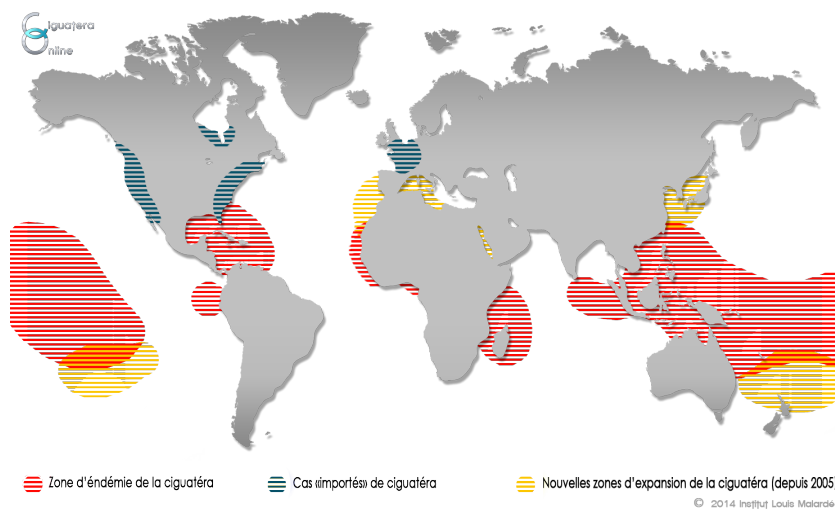 Ciguatera
Online
Zone d'éndémie de la ciguatéra
Cas «importés» de ciguatéra
Nouvelles zones d'expansion de la ciguatéra (depuis 2005)
© 2014 Institut Louis Malardé